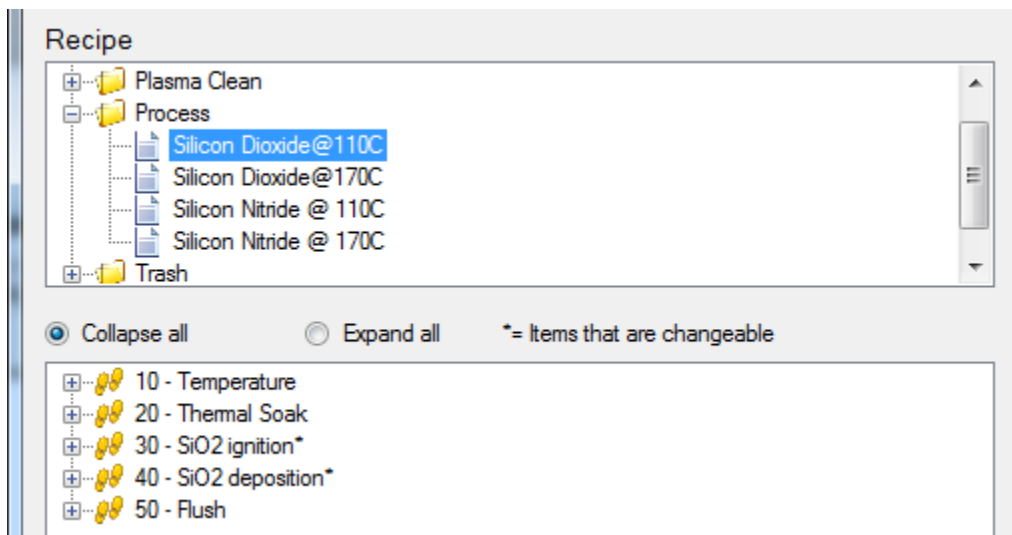 Recipe
Plasma Clean
Process
Silicon Dioxide@110C
Silicon Dioxide@170C
Silicon Nitride @ 110C
Silicon Nitride @ 170C
Trash
Collapse all Expand all *= Items that are changeable
10 - Temperature
20 - Thermal Soak
30 - SiO2 ignition*
40 - SiO2 deposition*
50 - Flush